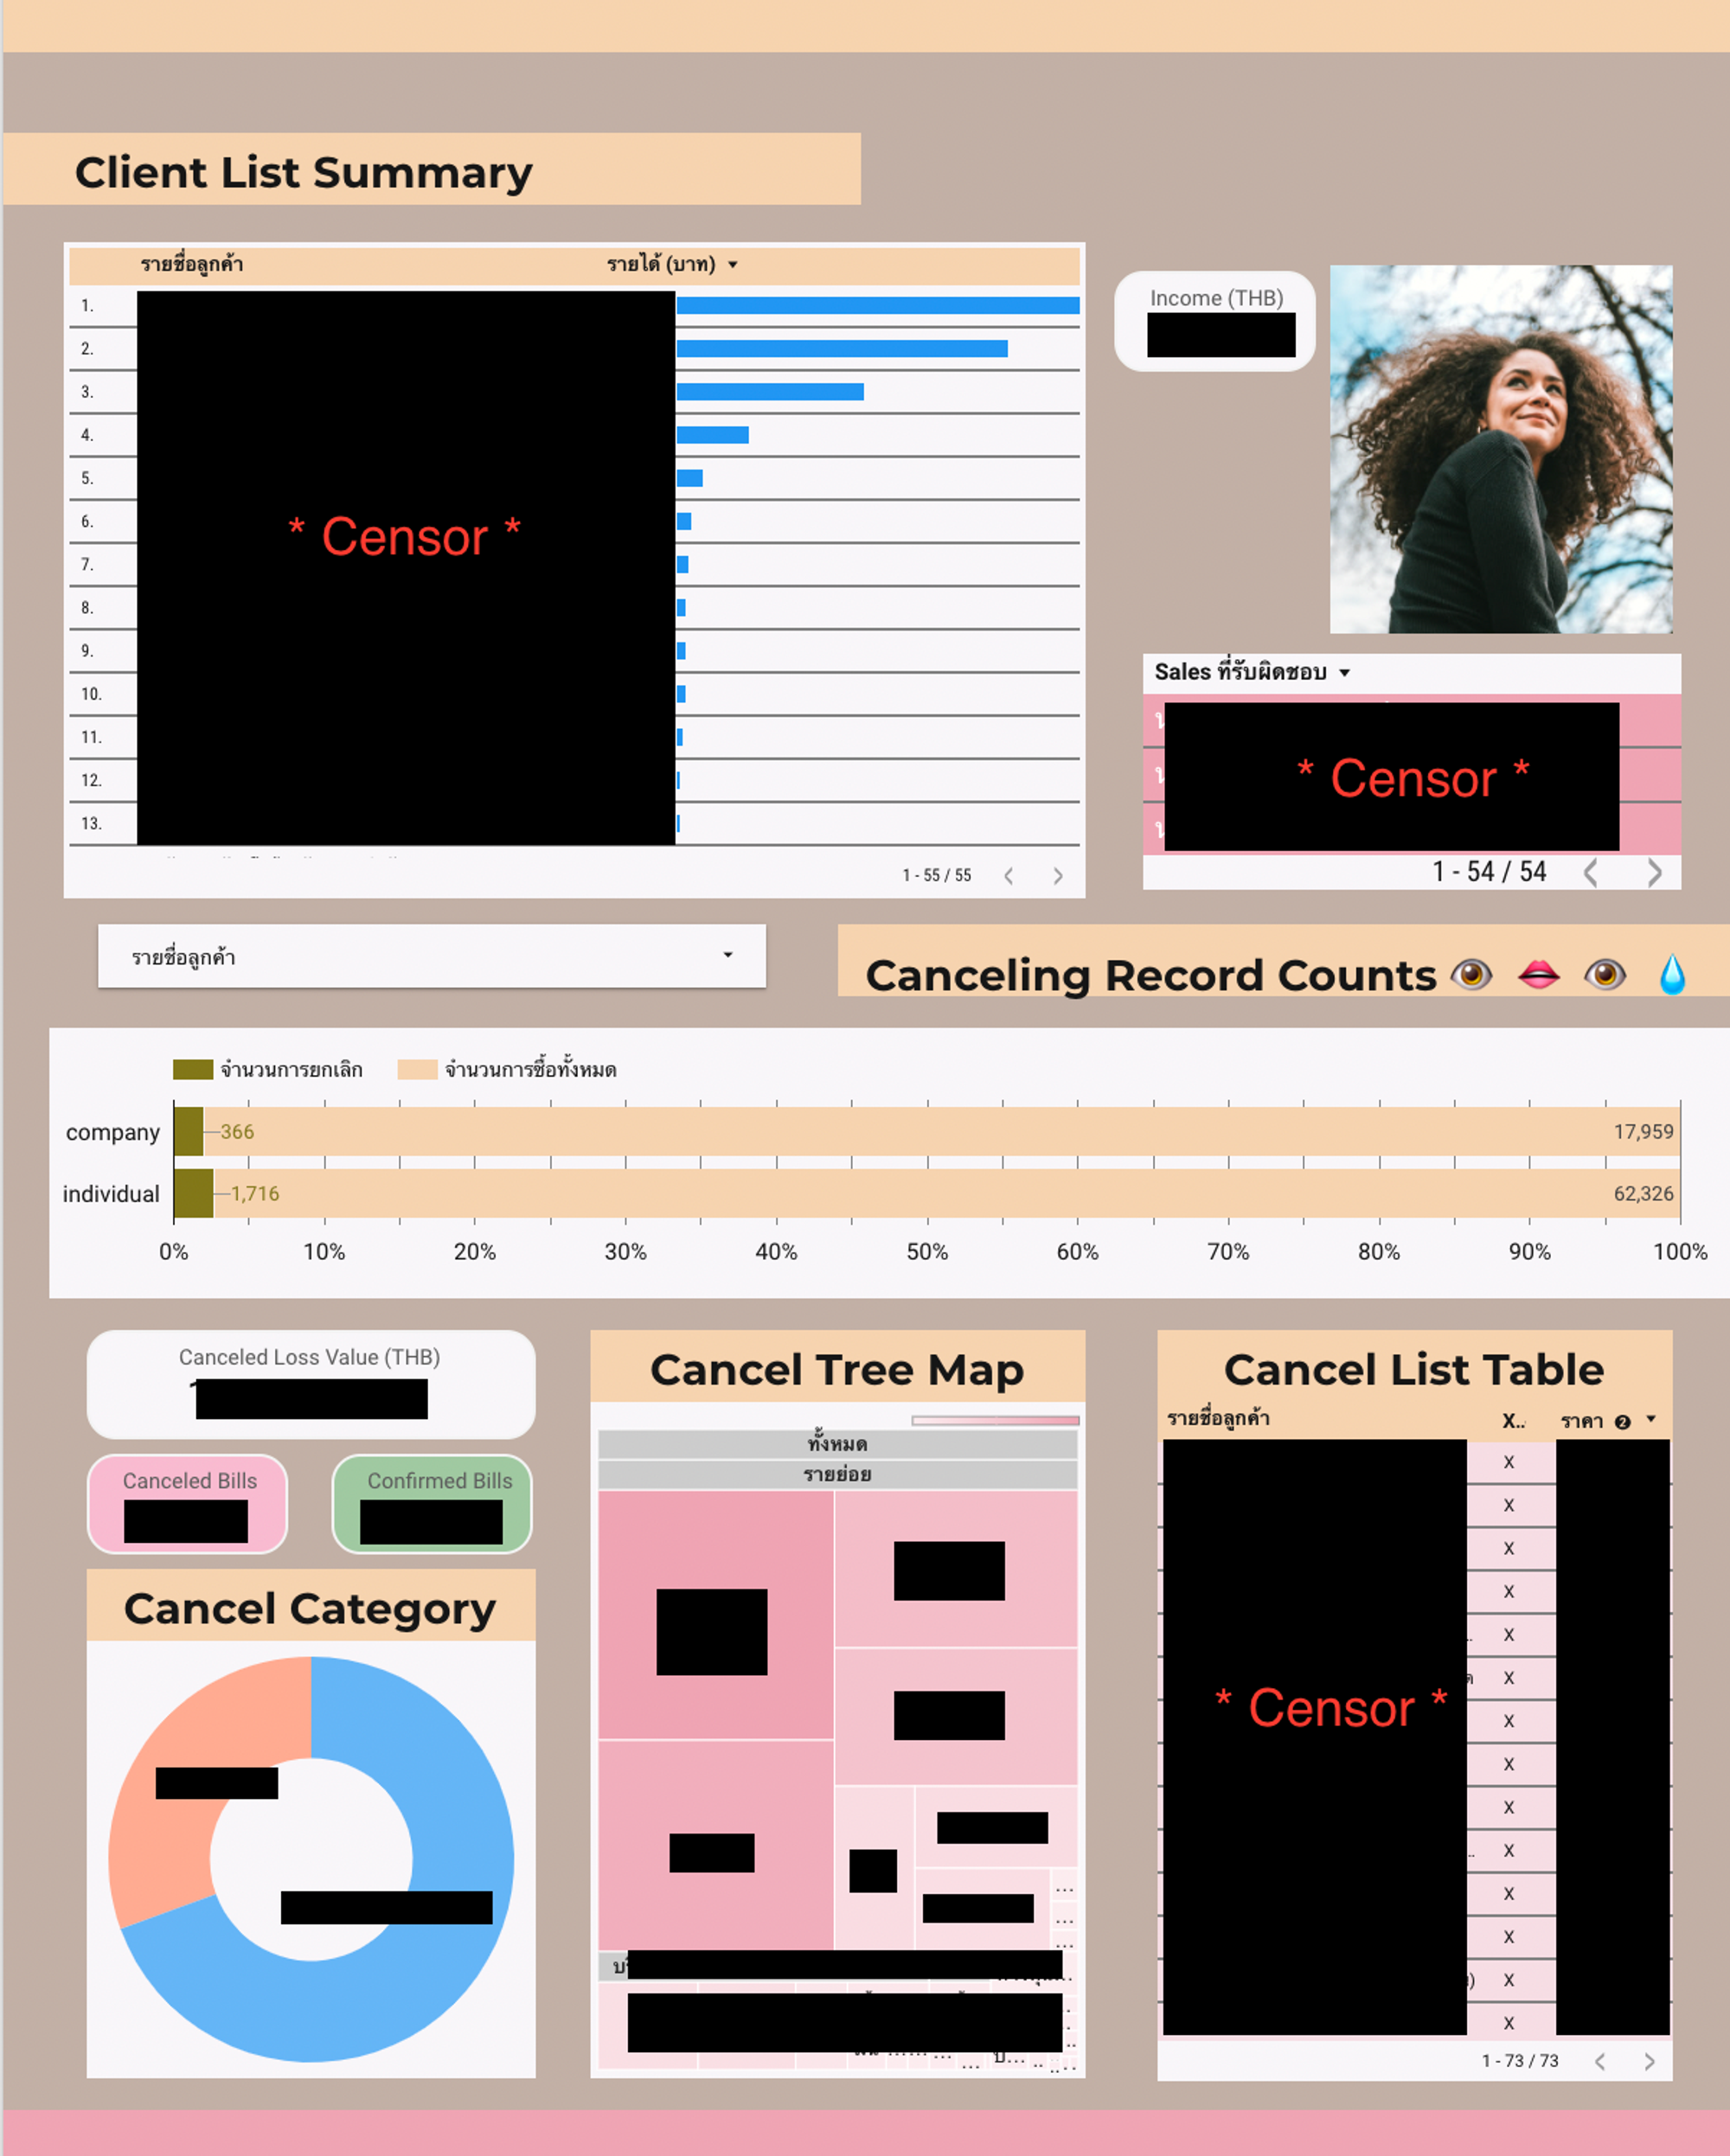 Client List Summary
รายชื่อลูกค้า รายได้ (บาท)
1.
2.
3.
4.
5.
6.
7.
8.
9.
10.
11.
12.
13.
* Censor *
1 - 55 / 55
Income (THB)
Sales ที่รับผิดชอบ
* Censor *
1 - 54 / 54
รายชื่อลูกค้า
Canceling Record Counts 👁️ 👄 👁️ 💧
จำนวนการยกเลิก จำนวนการซื้อทั้งหมด
company 366 17,959
individual 1,716 62,326
0% 10% 20% 30% 40% 50% 60% 70% 80% 90% 100%
Canceled Loss Value (THB)
Canceled Bills Confirmed Bills
Cancel Category
Cancel Tree Map
ทั้งหมด
รายย่อย
...
...
...
Cancel List Table
รายชื่อลูกค้า X.. ราคา ❷
X
X
X
X
X
X
X
X
X
X
X
X
X
X
* Censor *
1 - 73 / 73